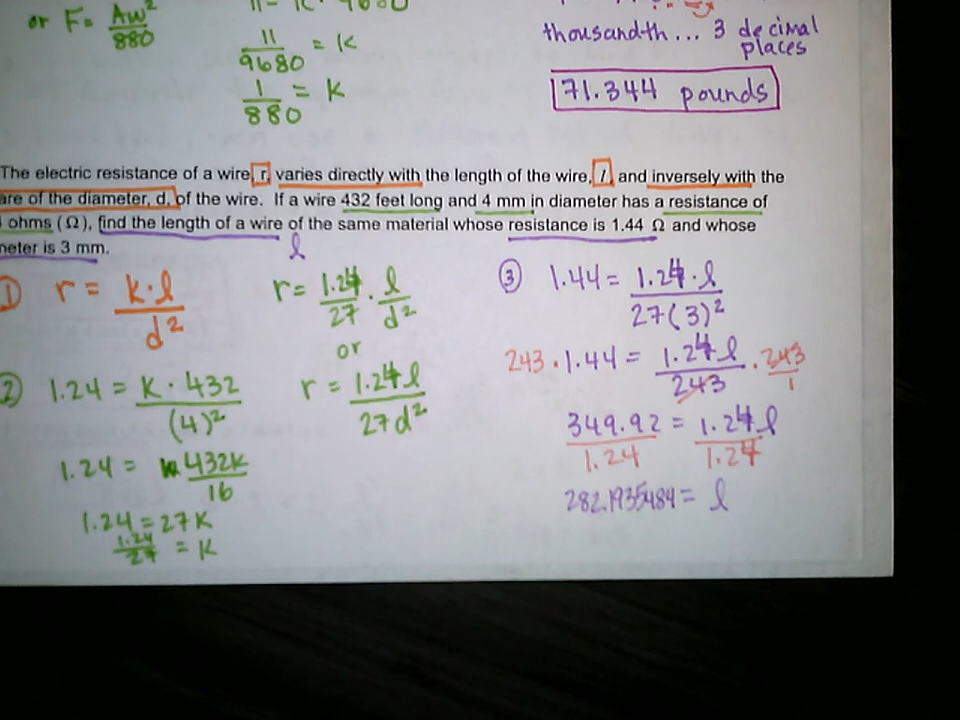 or F = Aw²/880
11/9680 = K
1/880 = K
thousandth... 3 decimal places
71.344 pounds
The electric resistance of a wire, r, varies directly with the length of the wire, l, and inversely with the
are of the diameter, d, of the wire. If a wire 432 feet long and 4 mm in diameter has a resistance of
ohms (Ω), find the length of a wire of the same material whose resistance is 1.44 Ω and whose
neter is 3 mm.
l
① r = k·l/d²
② 1.24 = K · 432/(4)²
1.24 = 432K/16
1.24 = 27K
1.24/27 = K
r = 1.24/27 · l/d²
or
r = 1.24l/27d²
③ 1.44 = 1.24·l/27(3)²
243 · 1.44 = 1.24l/243 · 243/1
349.92/1.24 = 1.24l/1.24
282.1935484 = l